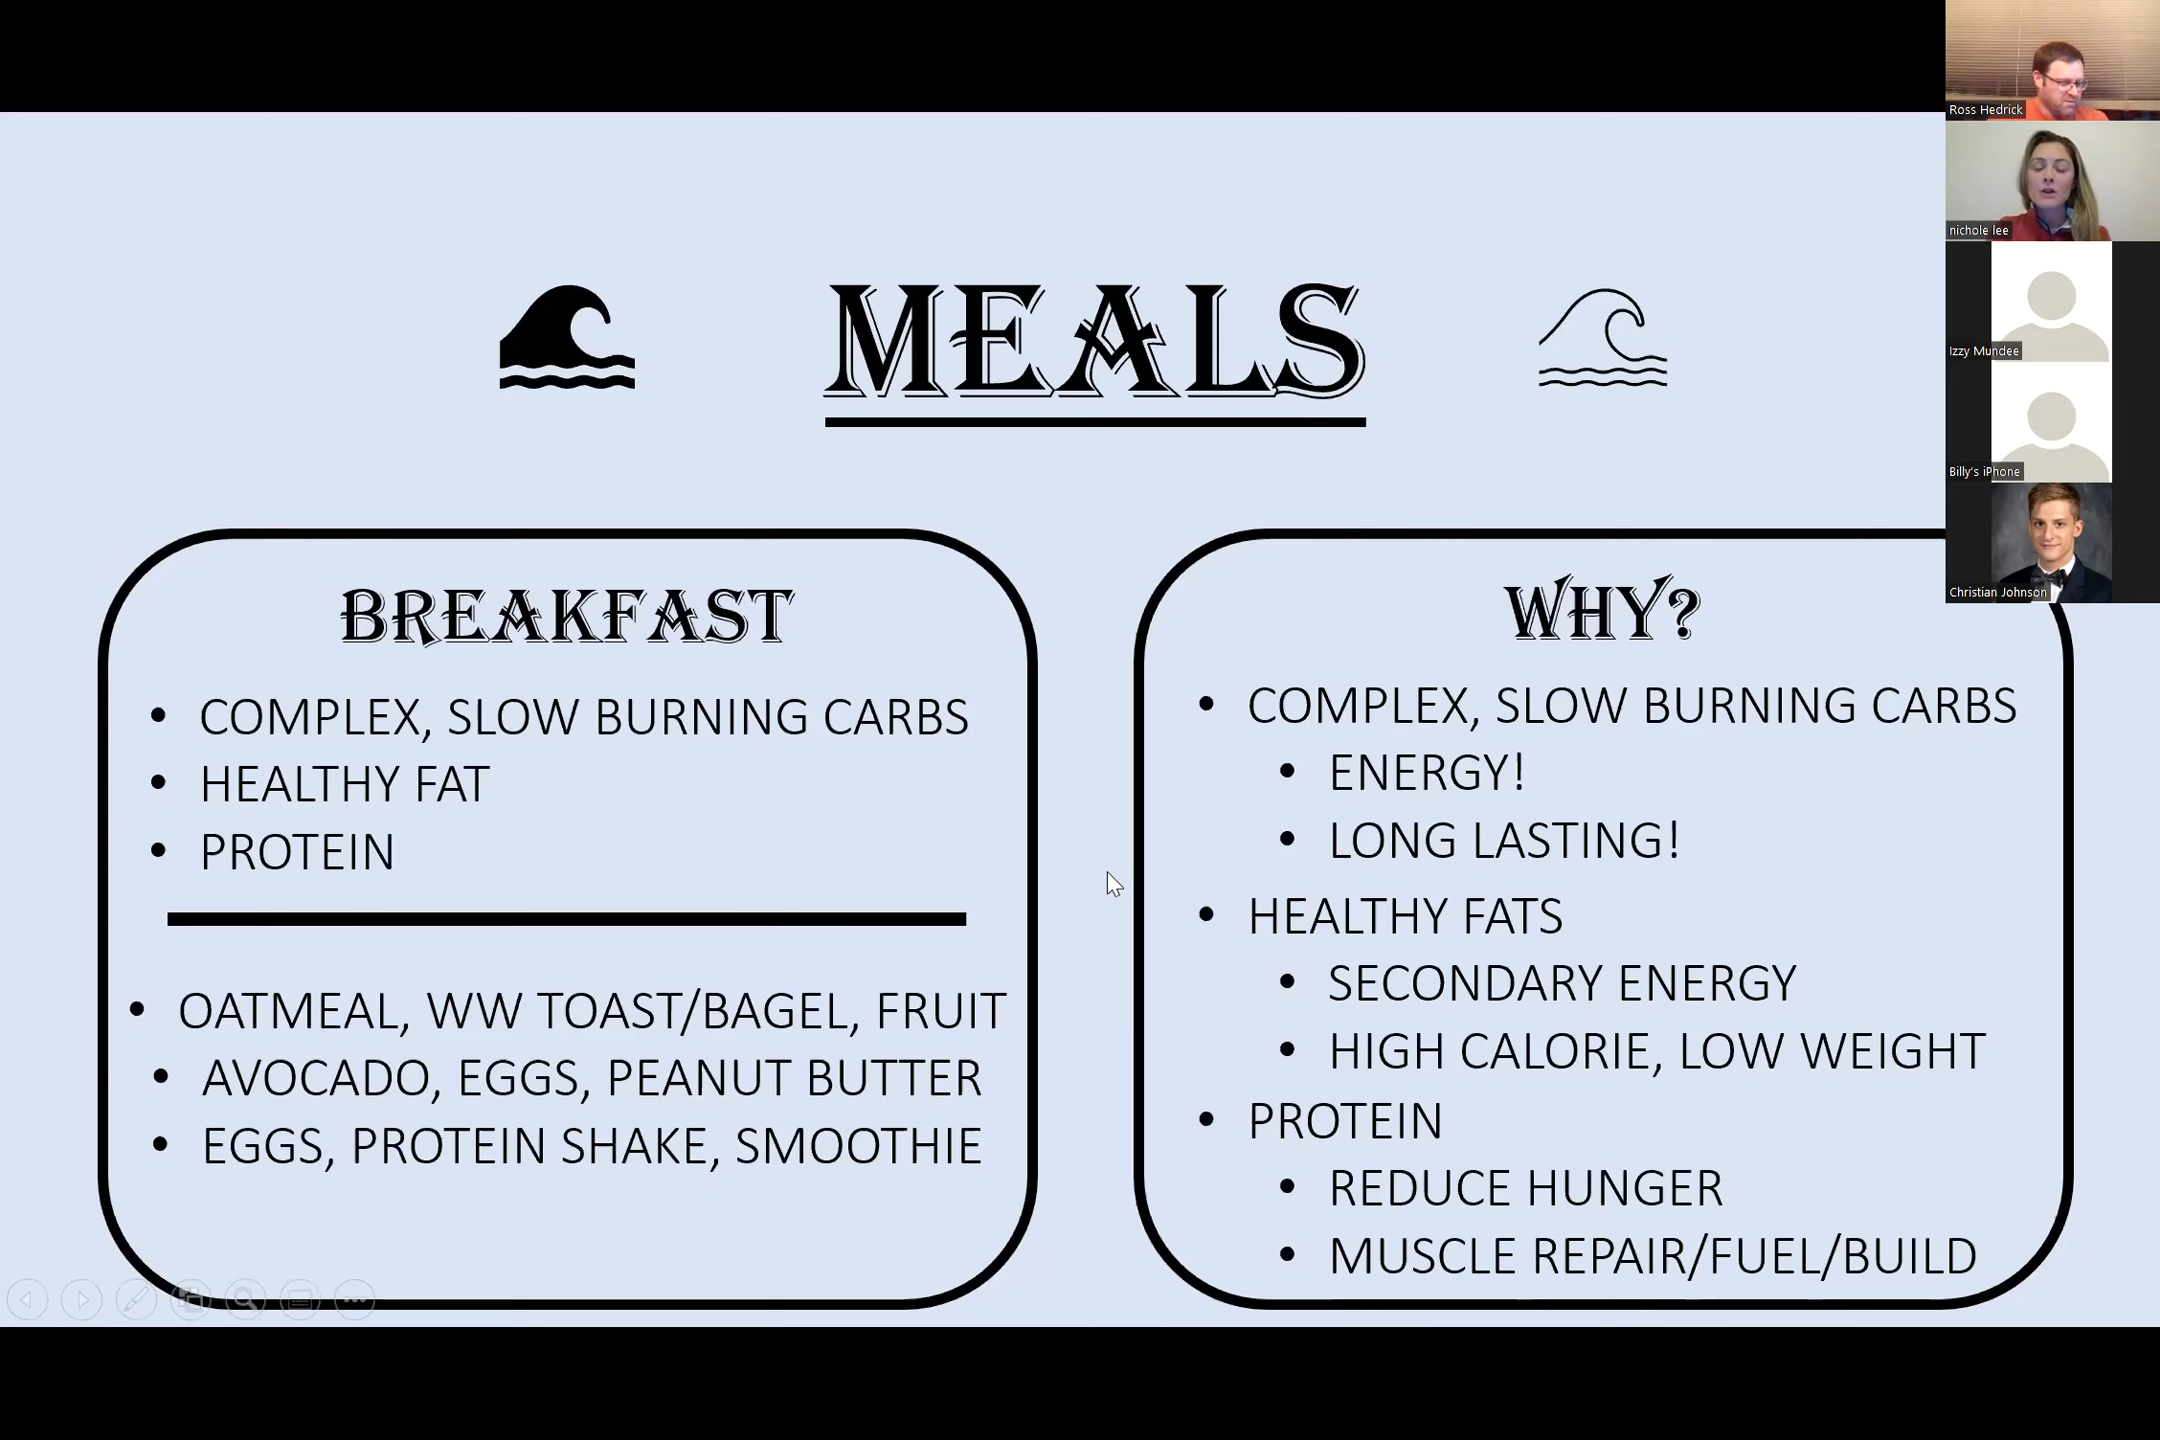 MEALS
BREAKFAST
• COMPLEX, SLOW BURNING CARBS
• HEALTHY FAT
• PROTEIN
• OATMEAL, WW TOAST/BAGEL, FRUIT
• AVOCADO, EGGS, PEANUT BUTTER
• EGGS, PROTEIN SHAKE, SMOOTHIE
WHY?
• COMPLEX, SLOW BURNING CARBS
• ENERGY!
• LONG LASTING!
• HEALTHY FATS
• SECONDARY ENERGY
• HIGH CALORIE, LOW WEIGHT
• PROTEIN
• REDUCE HUNGER
• MUSCLE REPAIR/FUEL/BUILD
Ross Hedrick
nichole lee
Izzy Mundee
Billy's iPhone
Christian Johnson